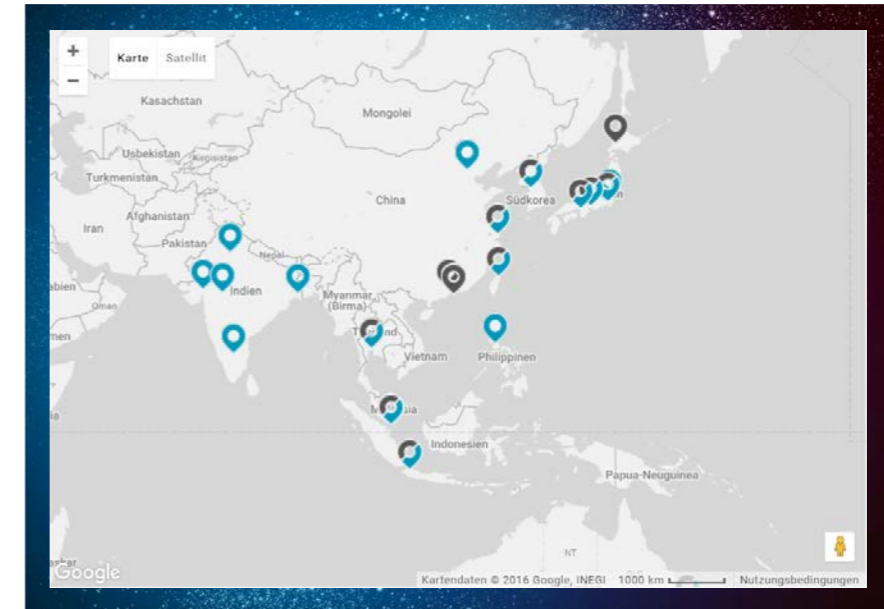 +
Karte Satellit
−
Kasachstan
Mongolei
Usbekistan
Kirgisistan
Turkmenistan
China
Südkorea
Afghanistan
Iran
Pakistan
Nepal
Indien
Oman
Myanmar
(Birma)
Vietnam
Philippinen
Indonesien
Papua-Neuguinea
NT
Google
Kartendaten © 2016 Google, INEGI 1000 km Nutzungsbedingungen